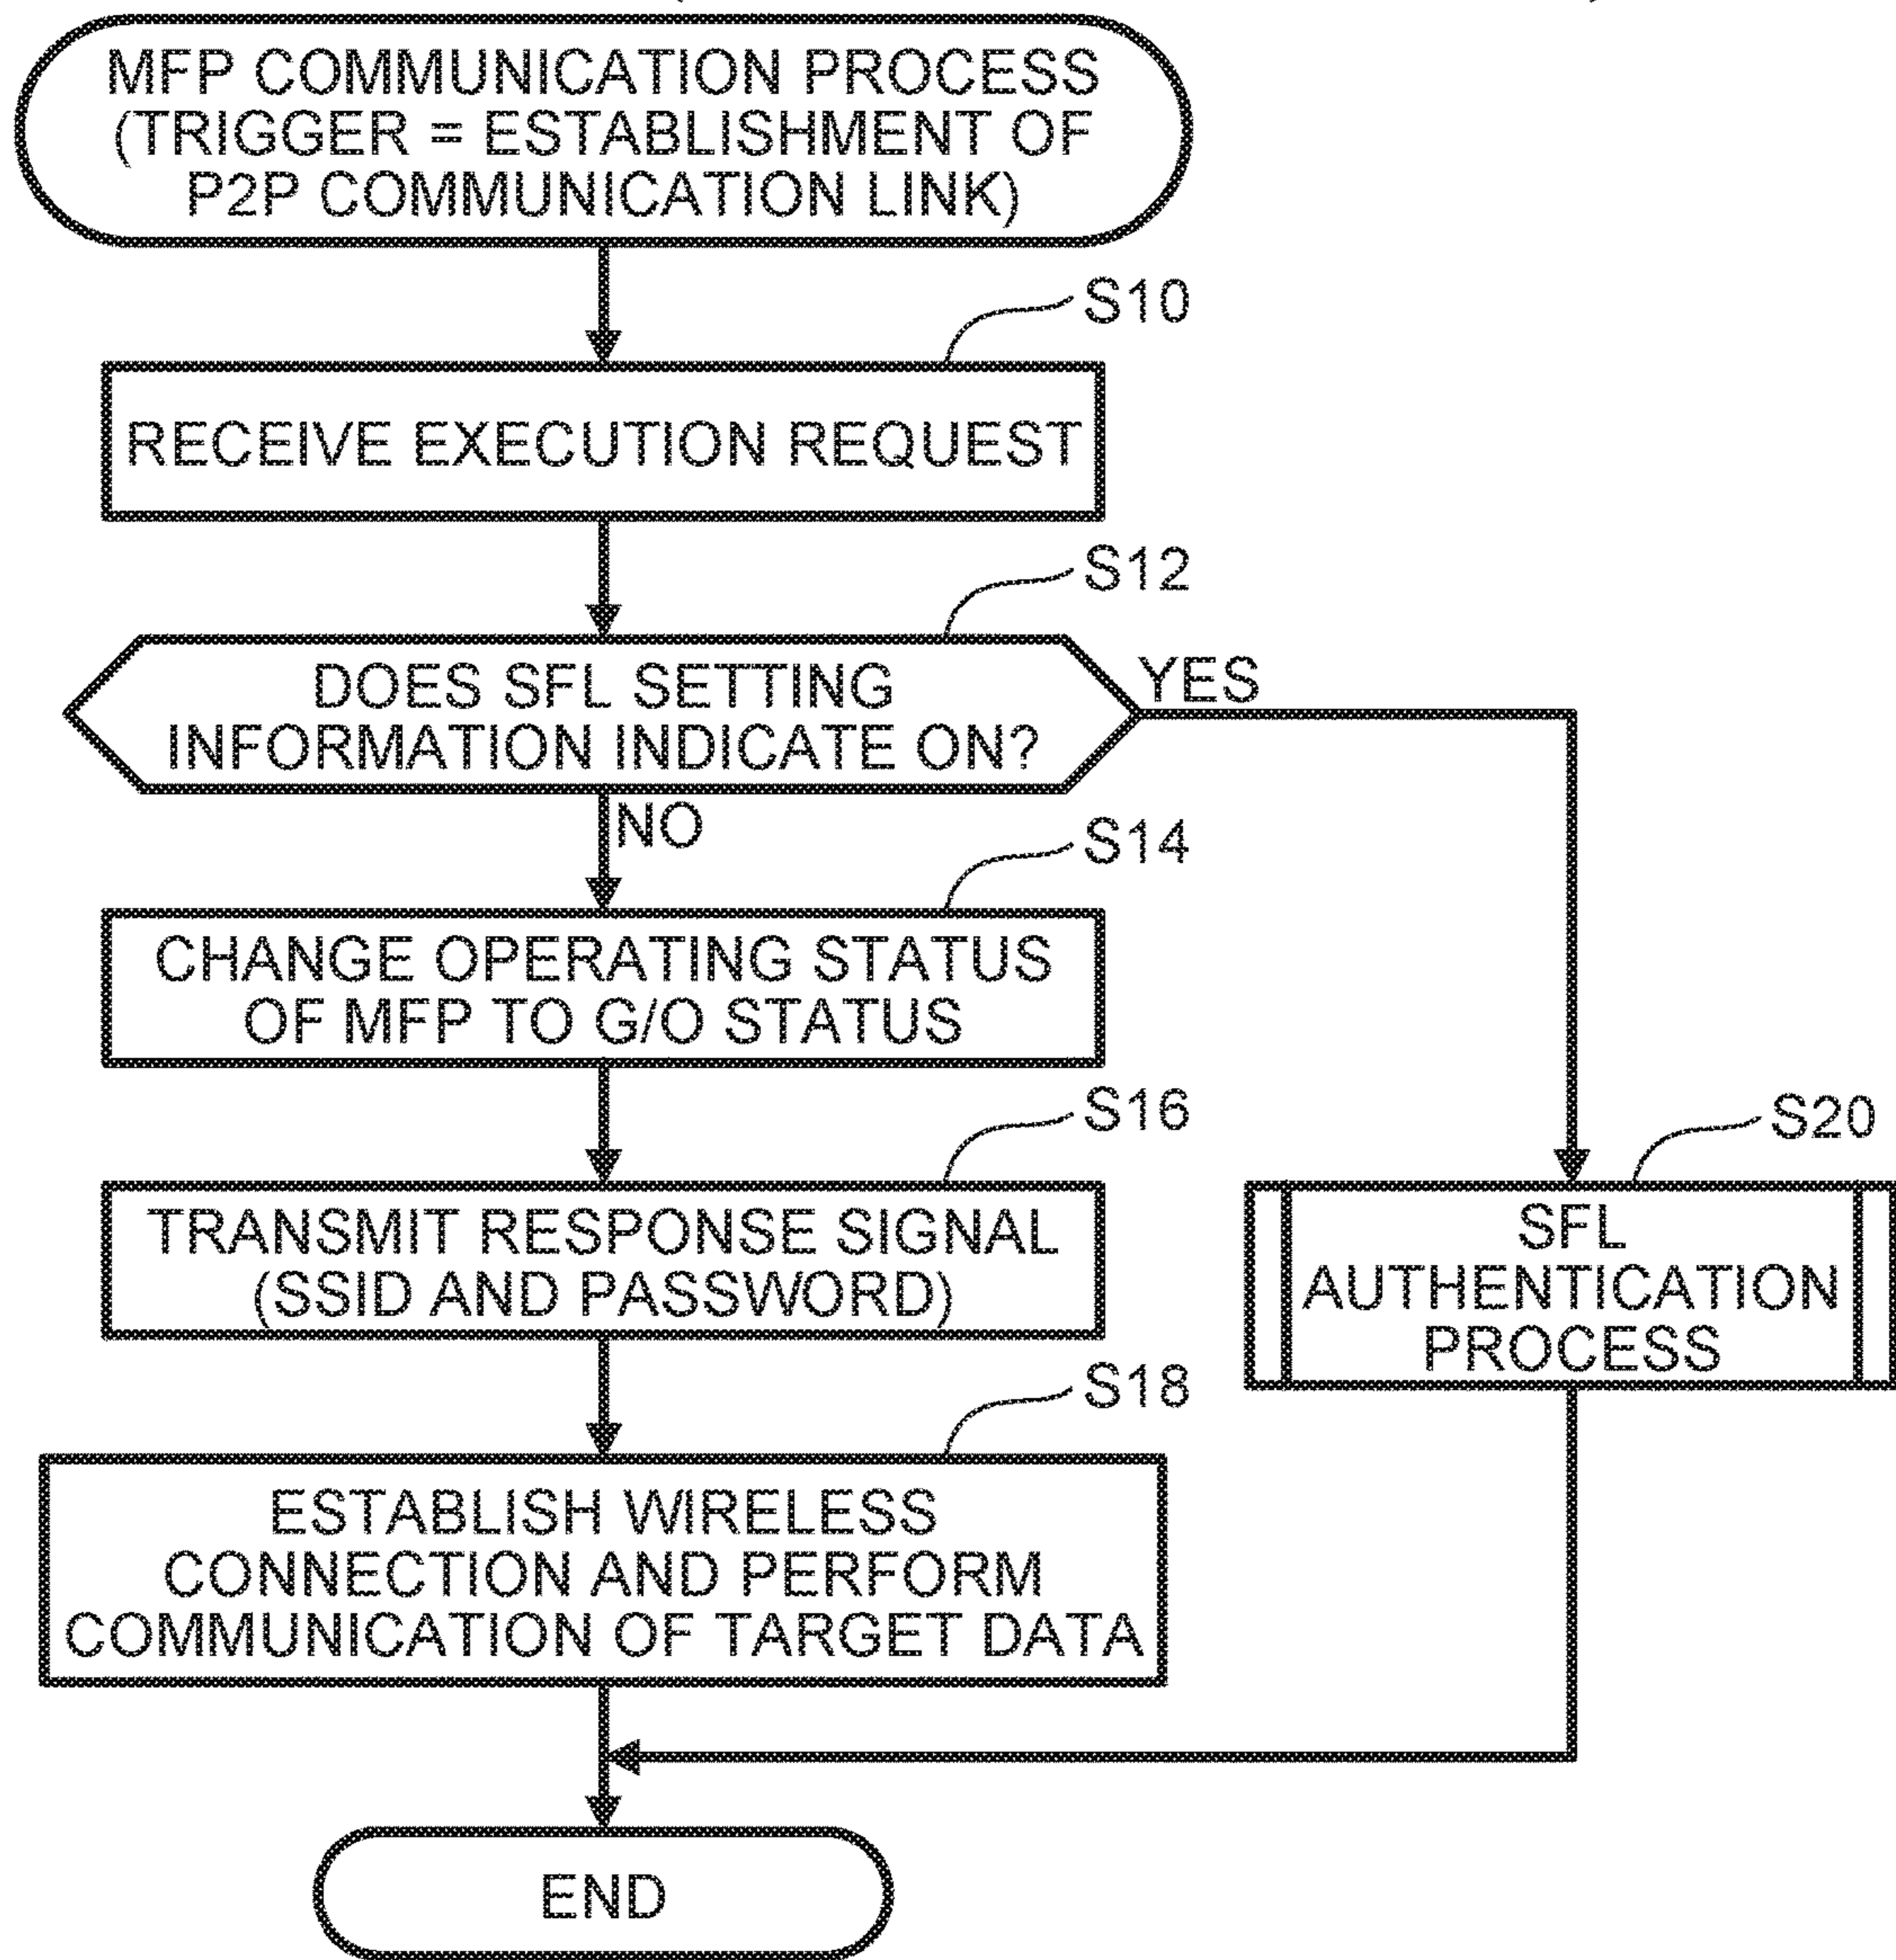 MFP COMMUNICATION PROCESS
(TRIGGER = ESTABLISHMENT OF
P2P COMMUNICATION LINK)
S10
RECEIVE EXECUTION REQUEST
S12
DOES SFL SETTING
INFORMATION INDICATE ON?
YES
NO
S14
CHANGE OPERATING STATUS
OF MFP TO G/O STATUS
S16
TRANSMIT RESPONSE SIGNAL
(SSID AND PASSWORD)
S20
SFL
AUTHENTICATION
PROCESS
S18
ESTABLISH WIRELESS
CONNECTION AND PERFORM
COMMUNICATION OF TARGET DATA
END